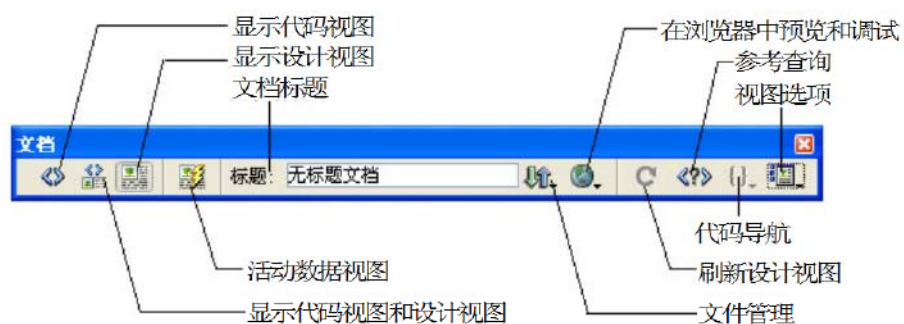 显示代码视图
在浏览器中预览和调试
显示设计视图
参考查询
文档标题
视图选项
文档
标题:
无标题文档
代码导航
活动数据视图
刷新设计视图
显示代码视图和设计视图
文件管理